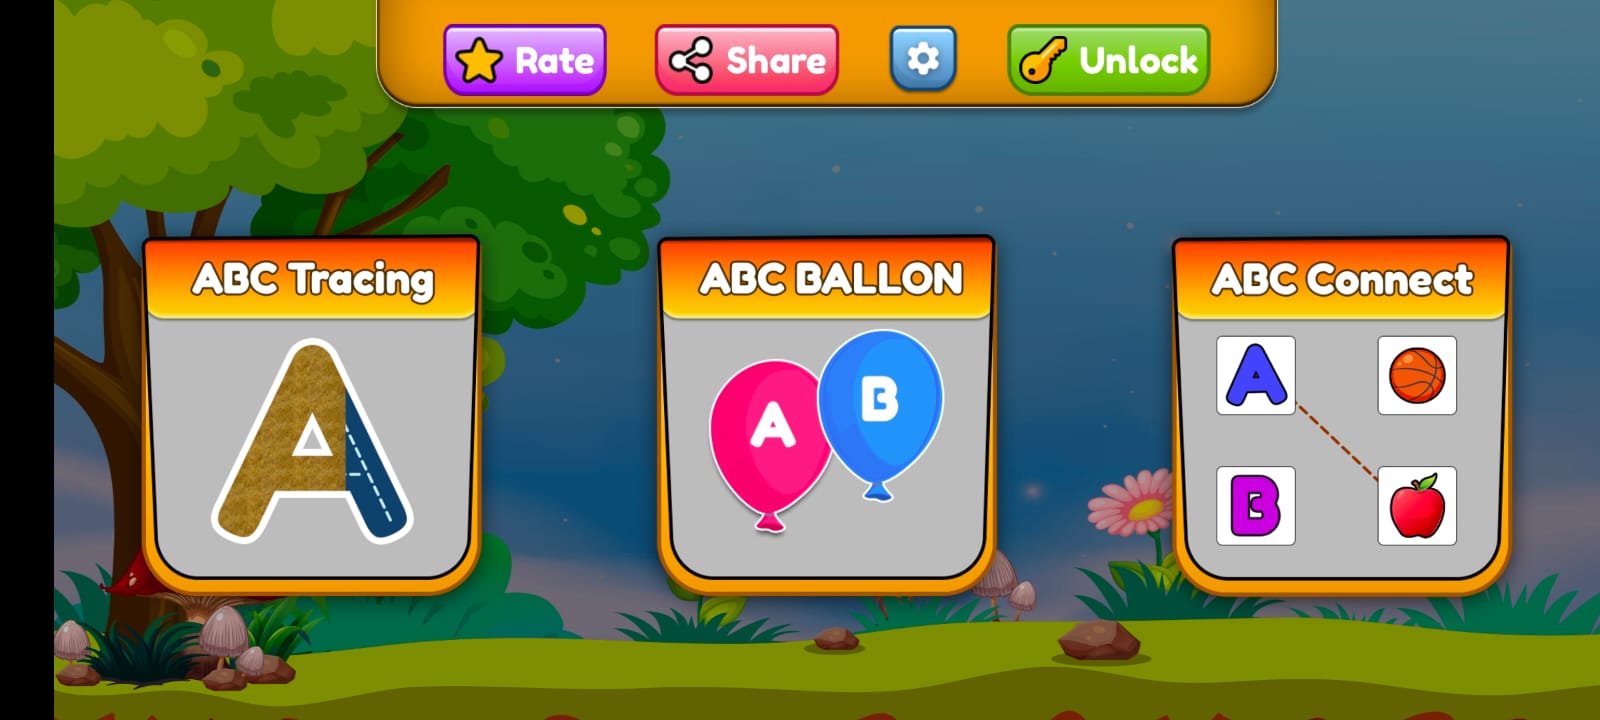 Rate
Share
Unlock
ABC Tracing
ABC BALLON
ABC Connect
A
A
B
A
B